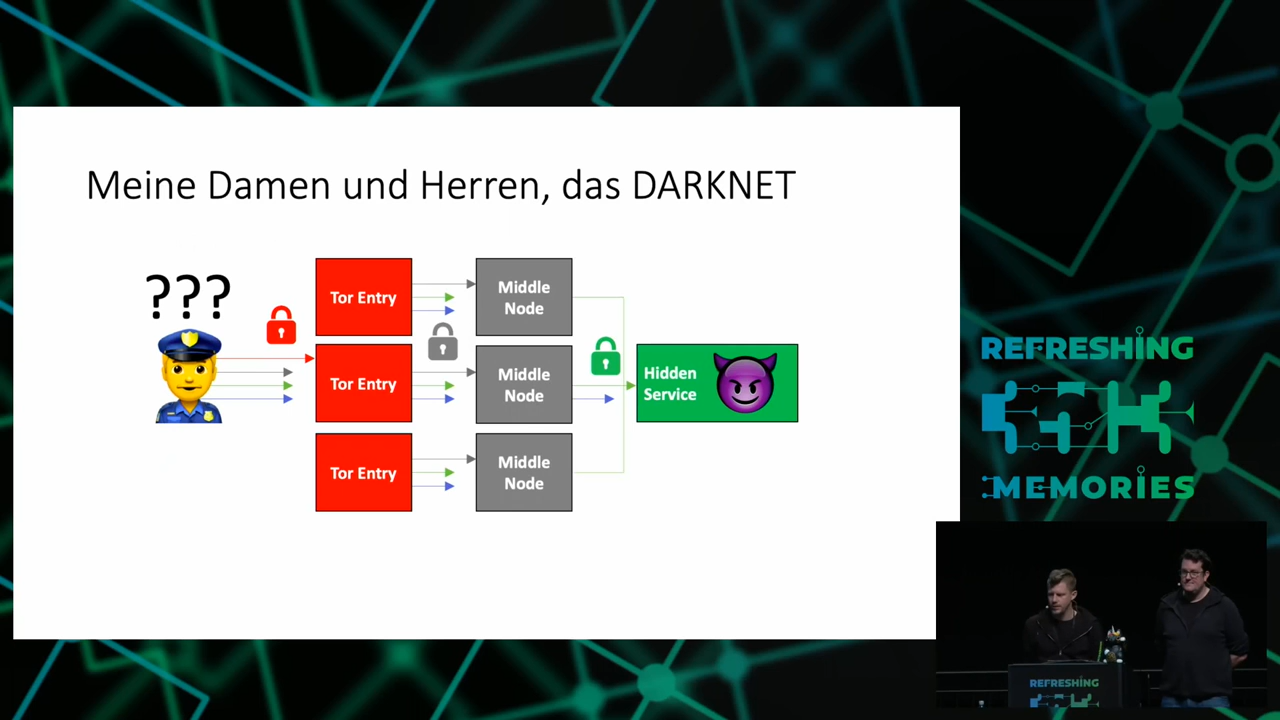 Meine Damen und Herren, das DARKNET
???
Tor Entry
Middle
Node
Tor Entry
Middle
Node
Hidden
Service
Tor Entry
Middle
Node
REFRESHING
MEMORIES
REFRESHING